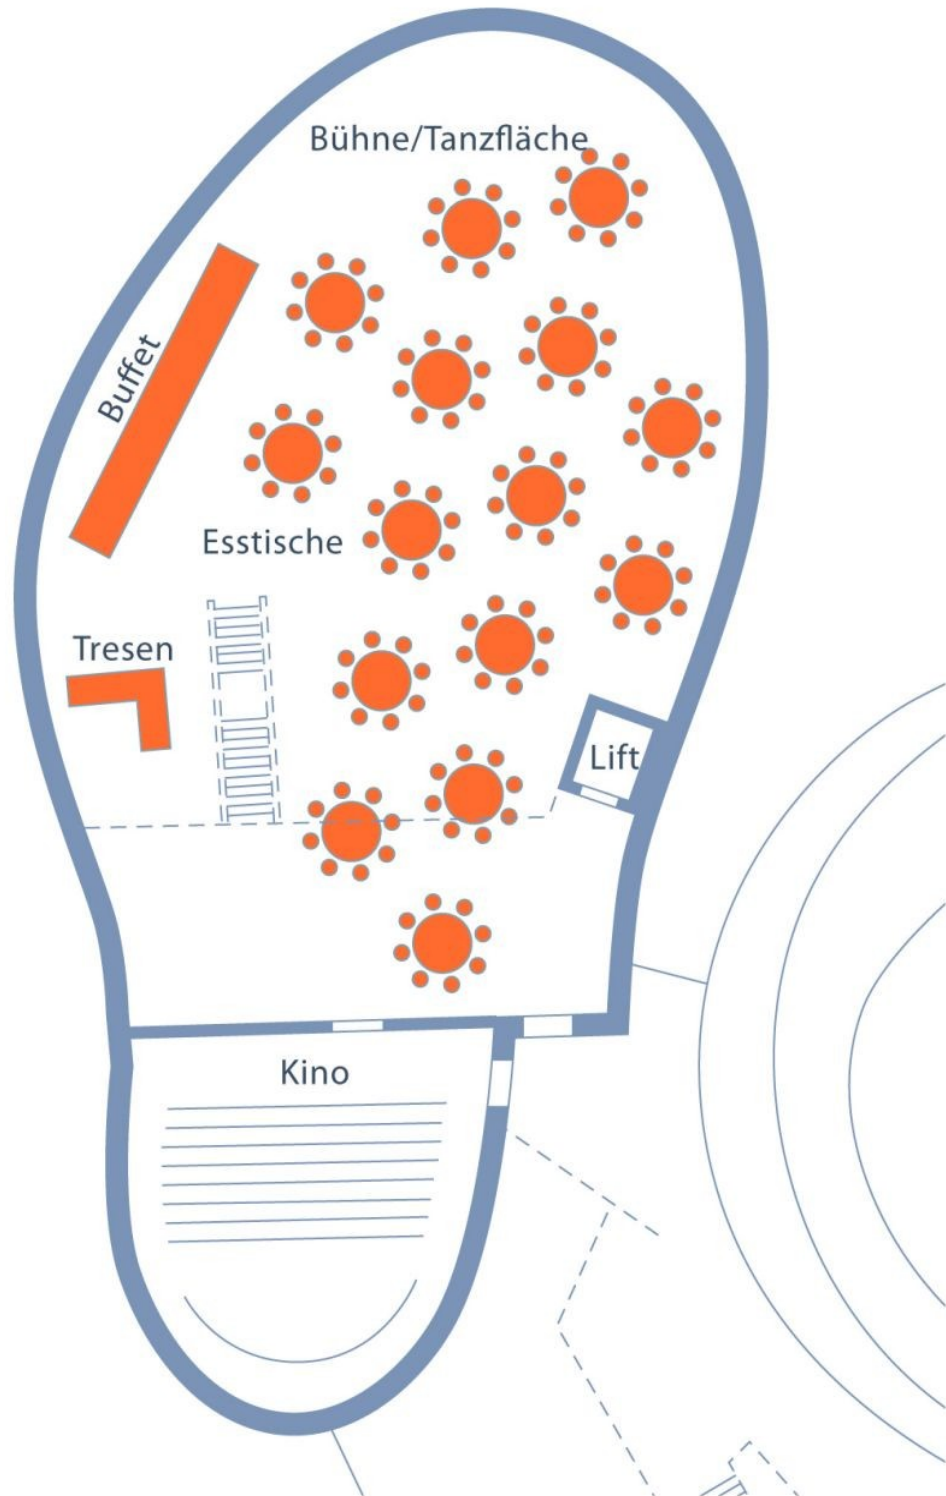 Bühne/Tanzfläche
Buffet
Esstische
Tresen
Lift
Kino